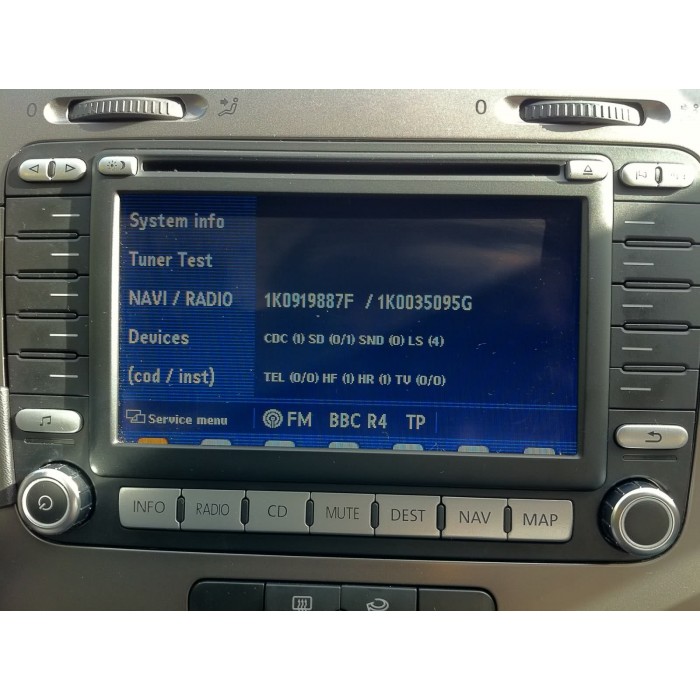 0 0
System info
Tuner Test
NAVI / RADIO 1K0919887F / 1K0035095G
Devices CDC (1) SD (0/1) SND (0) LS (4)
(cod / inst) TEL (0/0) HF (1) HR (1) TV (0/0)
Service menu FM BBC R4 TP
INFO RADIO CD MUTE DEST NAV MAP